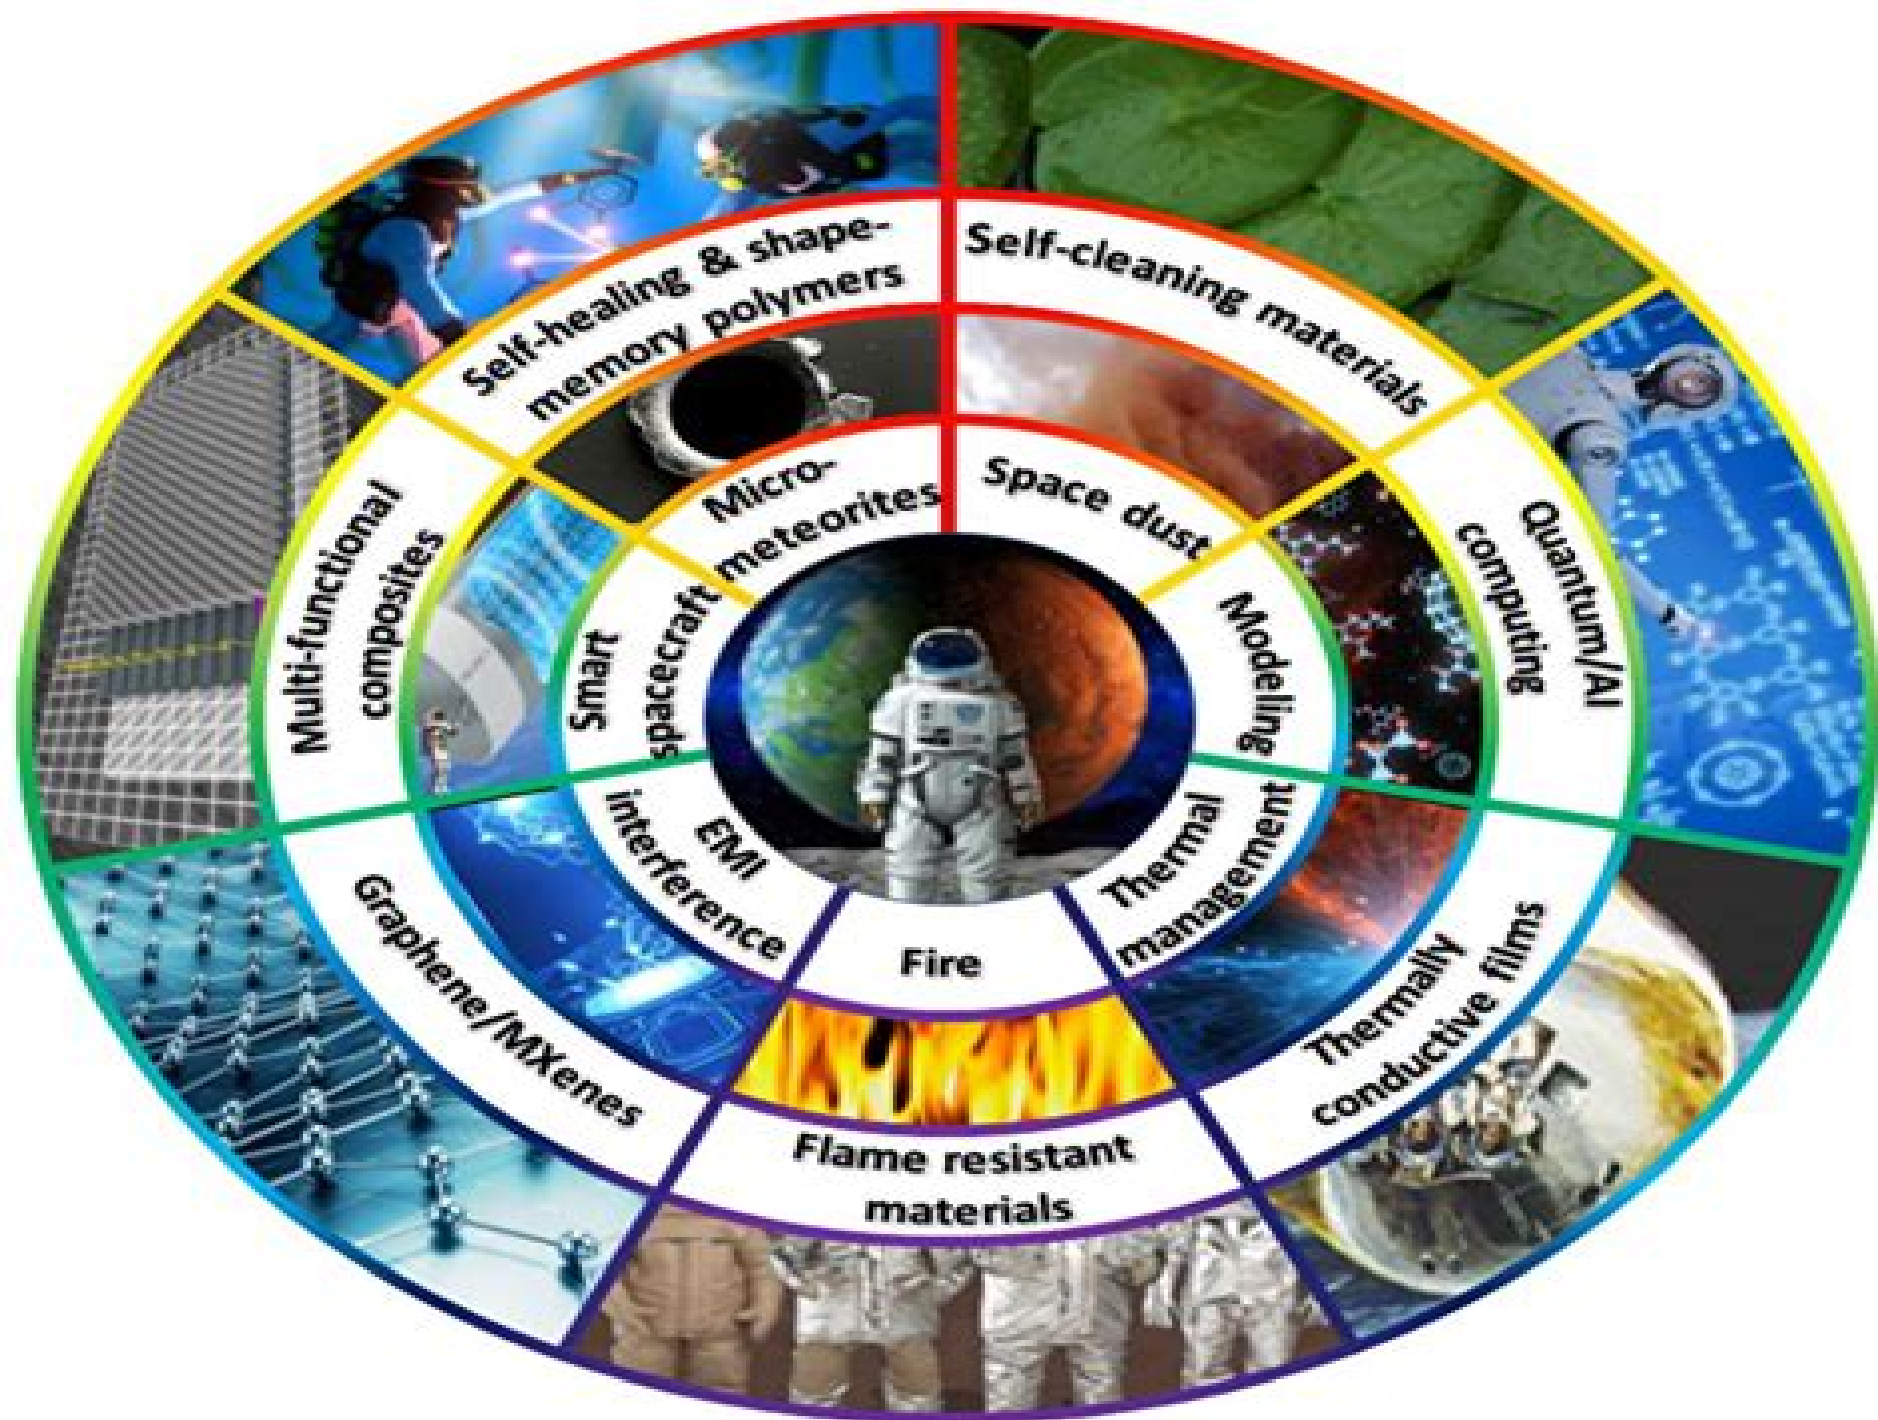 Self-healing & shape-
memory polymers
Self-cleaning materials
Micro-
meteorites
Space dust
Multi-functional
composites
Smart
spacecraft
Modeling
Quantum/AI
computing
EMI
interference
Thermal
management
Fire
Graphene/MXenes
Thermally
conductive films
Flame resistant
materials